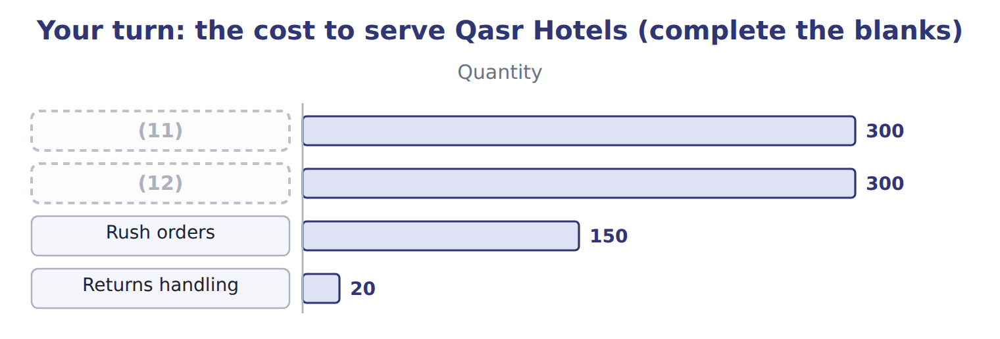 Your turn: the cost to serve Qasr Hotels (complete the blanks)
Quantity
(11) 300
(12) 300
Rush orders 150
Returns handling 20